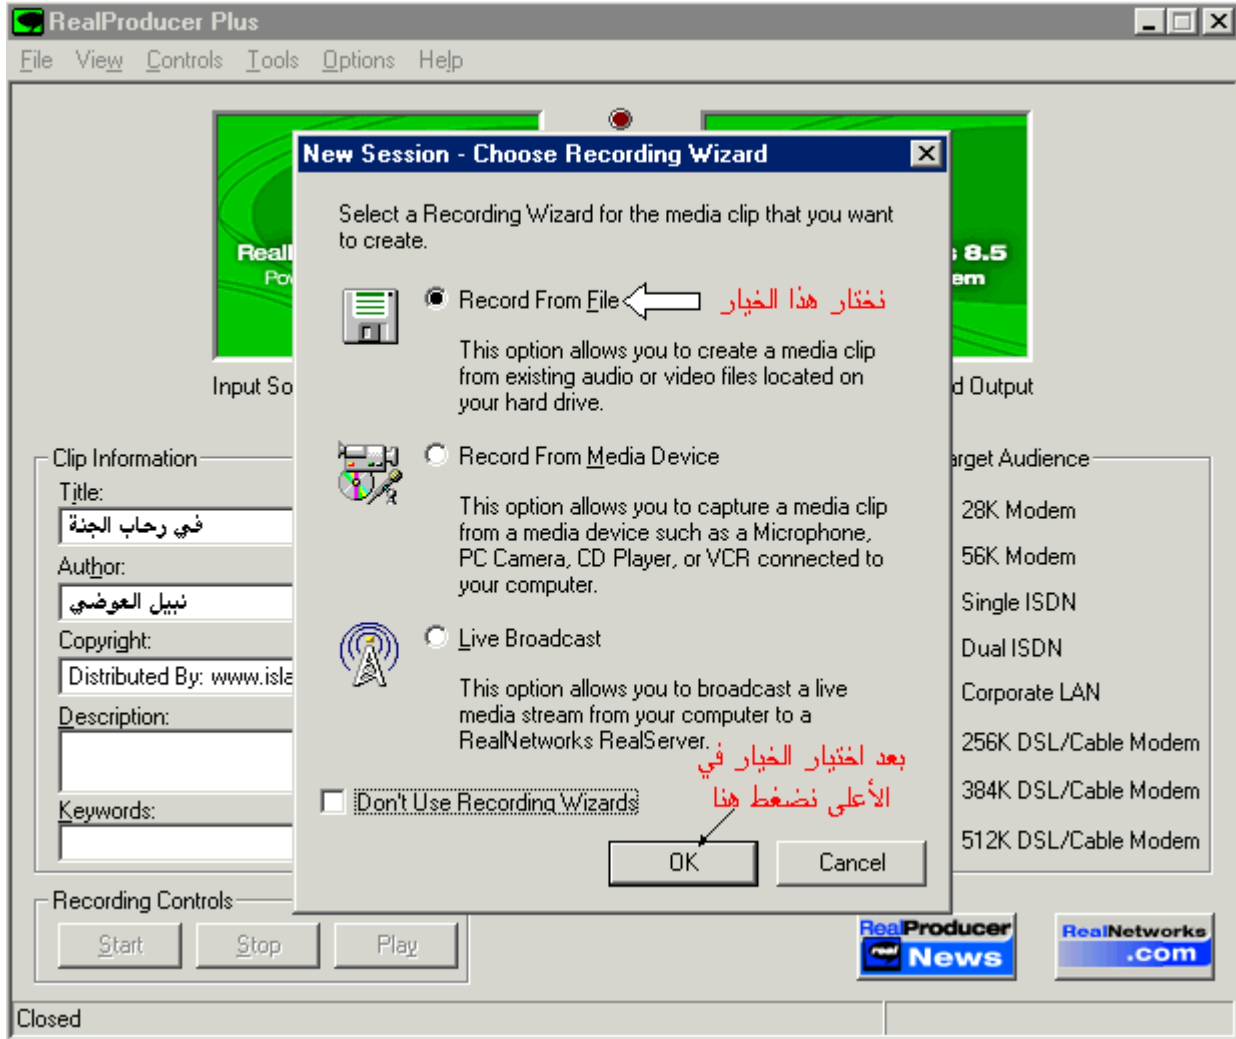 RealProducer Plus
File View Controls Tools Options Help
New Session - Choose Recording Wizard
Select a Recording Wizard for the media clip that you want
to create.
8.5
Record From File
نختار هذا الخيار
This option allows you to create a media clip
from existing audio or video files located on
your hard drive.
Record From Media Device
This option allows you to capture a media clip
from a media device such as a Microphone,
PC Camera, CD Player, or VCR connected to
your computer.
Live Broadcast
This option allows you to broadcast a live
media stream from your computer to a
RealNetworks RealServer.
بعد اختيار الخيار في
الأعلى نضغط هنا
Don't Use Recording Wizards
OK Cancel
Input
Output
Clip Information
Title:
في رحاب الجنة
Author:
نبيل العوضي
Copyright:
Distributed By:
Description:
Keywords:
Audience
28K Modem
56K Modem
Single ISDN
Dual ISDN
Corporate LAN
256K DSL/Cable Modem
384K DSL/Cable Modem
512K DSL/Cable Modem
Recording Controls
Start Stop Play
RealProducer
real News
RealNetworks
.com
Closed